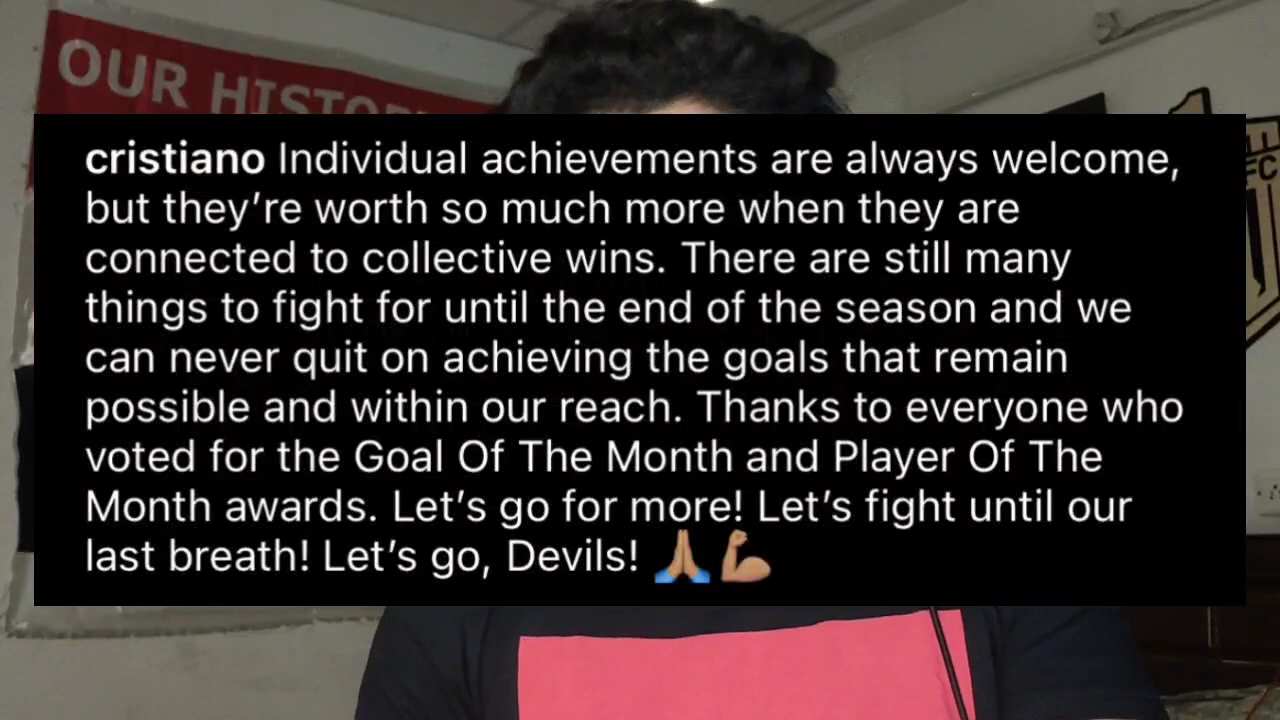 OUR HISTOR
cristiano Individual achievements are always welcome,
but they’re worth so much more when they are
connected to collective wins. There are still many
things to fight for until the end of the season and we
can never quit on achieving the goals that remain
possible and within our reach. Thanks to everyone who
voted for the Goal Of The Month and Player Of The
Month awards. Let’s go for more! Let’s fight until our
last breath! Let’s go, Devils! 🙏🏽💪🏽
FC